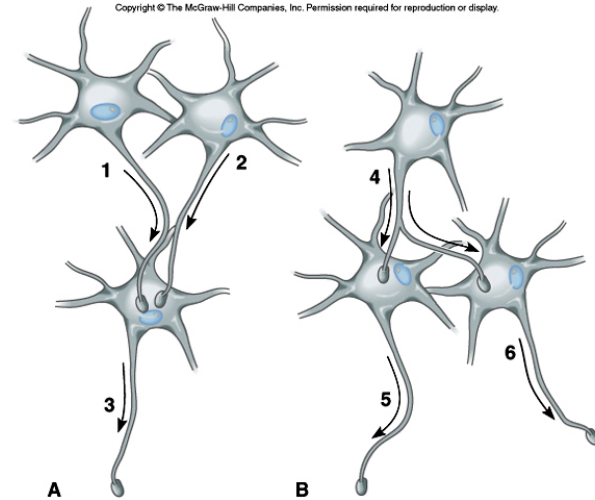 Copyright © The McGraw-Hill Companies, Inc. Permission required for reproduction or display.
1
2
4
3
5
6
A
B